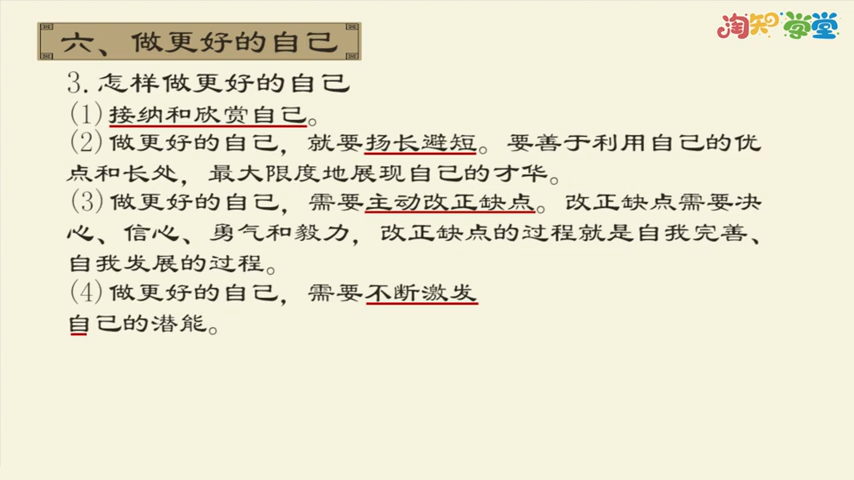 六、做更好的自己
淘知学堂
3.怎样做更好的自己
(1)接纳和欣赏自己。
(2)做更好的自己，就要扬长避短。要善于利用自己的优
点和长处，最大限度地展现自己的才华。
(3)做更好的自己，需要主动改正缺点。改正缺点需要决
心、信心、勇气和毅力，改正缺点的过程就是自我完善、
自我发展的过程。
(4)做更好的自己，需要不断激发
自己的潜能。